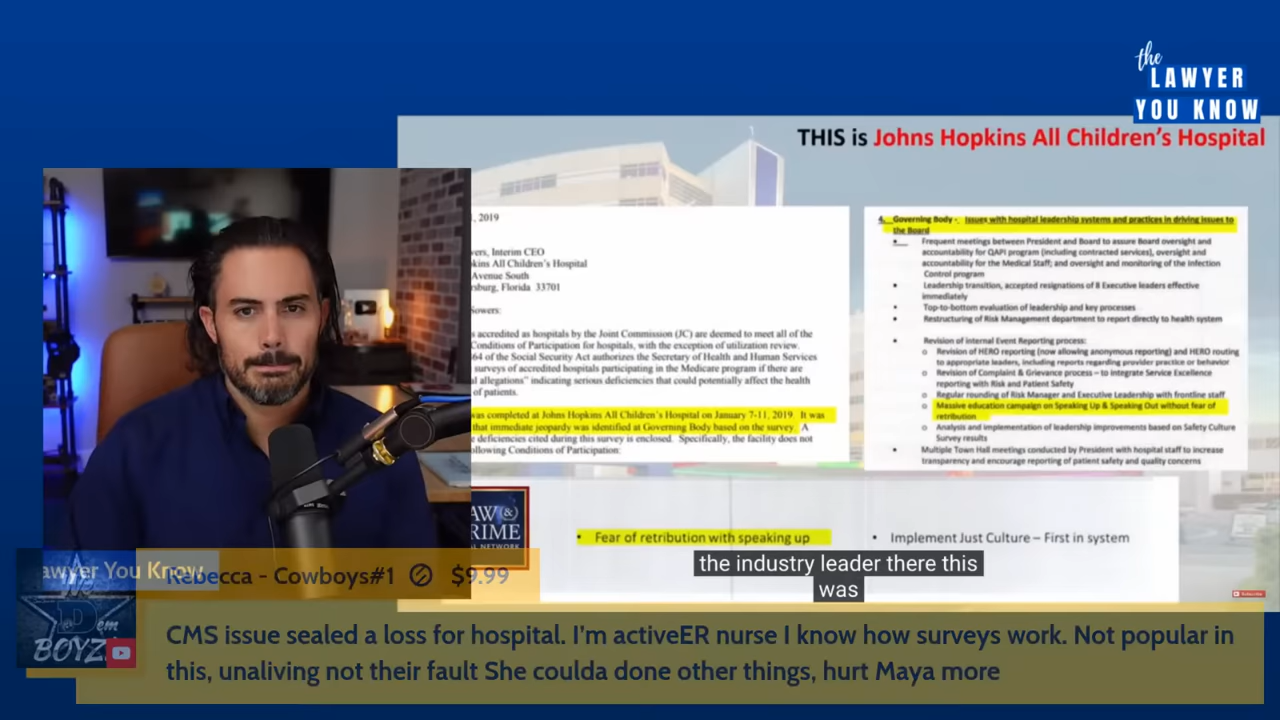 the
LAWYER
YOU KNOW
THIS is Johns Hopkins All Children's Hospital
1, 2019
vers, Interim CEO
kins All Children's Hospital
Avenue South
rsburg, Florida 33701
Sowers:
s accredited as hospitals by the Joint Commission (JC) are deemed to meet all of the
Conditions of Participation for hospitals, with the exception of utilization review.
64 of the Social Security Act authorizes the Secretary of Health and Human Services
surveys of accredited hospitals participating in the Medicare program if there are
al allegations" indicating serious deficiencies that could potentially affect the health
of patients.
was completed at Johns Hopkins All Children's Hospital on January 7-11, 2019. It was
that immediate jeopardy was identified at Governing Body based on the survey. A
e deficiencies cited during this survey is enclosed. Specifically, the facility does not
ollowing Conditions of Participation:
4. Governing Body - Issues with hospital leadership systems and practices in driving issues to
the Board
• Frequent meetings between President and Board to assure Board oversight and
accountability for QAPI program (including contracted services), oversight and
accountability for the Medical Staff; and oversight and monitoring of the Infection
Control program
• Leadership transition, accepted resignations of 8 Executive leaders effective
immediately
• Top-to-bottom evaluation of leadership and key processes
• Restructuring of Risk Management department to report directly to health system
• Revision of internal Event Reporting process:
o Revision of HERO reporting (now allowing anonymous reporting) and HERO routing
to appropriate leaders, including reports regarding provider practice or behavior
o Revision of Complaint & Grievance process – to integrate Service Excellence
reporting with Risk and Patient Safety
o Regular rounding of Risk Manager and Executive Leadership with frontline staff
o Massive education campaign on Speaking Up & Speaking Out without fear of
retribution
o Analysis and implementation of leadership improvements based on Safety Culture
Survey results
• Multiple Town Hall meetings conducted by President with hospital staff to increase
transparency and encourage reporting of patient safety and quality concerns
AW &
RIME
L NETWORK
• Fear of retribution with speaking up
• Implement Just Culture – First in system
the industry leader there this
was
Subscribe
awyer You Know
Rebecca - Cowboys#1 $9.99
We
Dem
BOYZ
CMS issue sealed a loss for hospital. I'm activeER nurse I know how surveys work. Not popular in
this, unaliving not their fault She coulda done other things, hurt Maya more